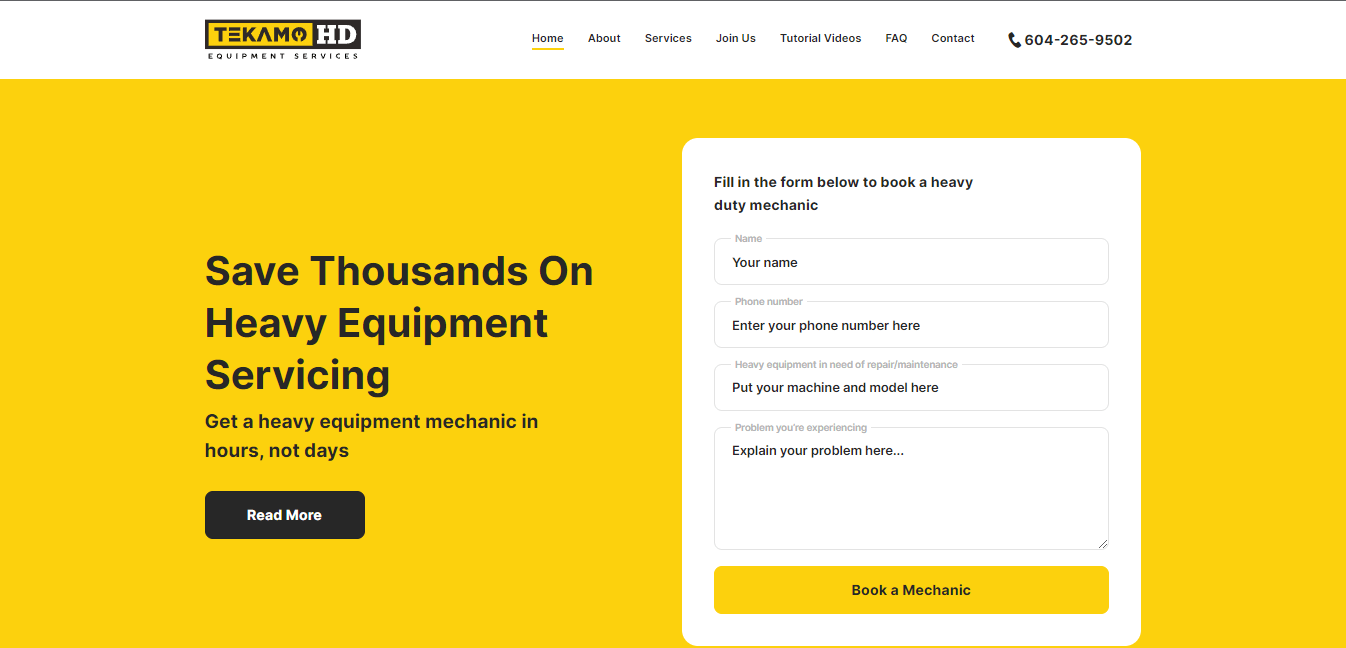 TEKAMO HD
EQUIPMENT SERVICES
Home
About
Services
Join Us
Tutorial Videos
FAQ
Contact
604-265-9502
Save Thousands On
Heavy Equipment
Servicing
Get a heavy equipment mechanic in
hours, not days
Read More
Fill in the form below to book a heavy
duty mechanic
Name
Your name
Phone number
Enter your phone number here
Heavy equipment in need of repair/maintenance
Put your machine and model here
Problem you're experiencing
Explain your problem here...
Book a Mechanic